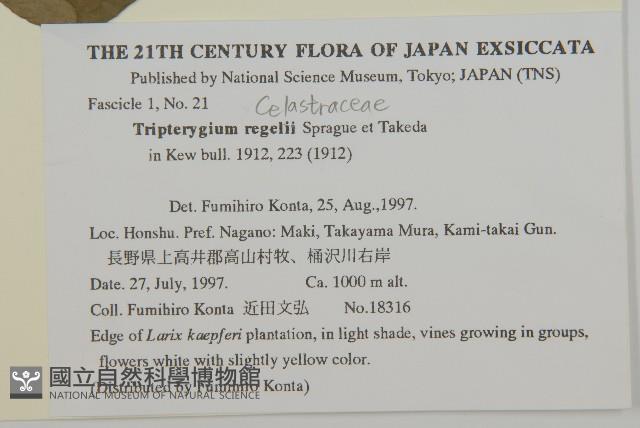 THE 21TH CENTURY FLORA OF JAPAN EXSICCATA
Published by National Science Museum, Tokyo; JAPAN (TNS)
Fascicle 1, No. 21 Celastraceae
Tripterygium regelii Sprague et Takeda
in Kew bull. 1912, 223 (1912)
Det. Fumihiro Konta, 25, Aug.,1997.
Loc. Honshu. Pref. Nagano: Maki, Takayama Mura, Kami-takai Gun.
長野県上高井郡高山村牧、樋沢川右岸
Date. 27, July, 1997. Ca. 1000 m alt.
Coll. Fumihiro Konta 近田文弘 No.18316
Edge of Larix kaepferi plantation, in light shade, vines growing in groups,
flowers white with slightly yellow color.
(Distributed by Fumihiro Konta)
國立自然科學博物館
NATIONAL MUSEUM OF NATURAL SCIENCE